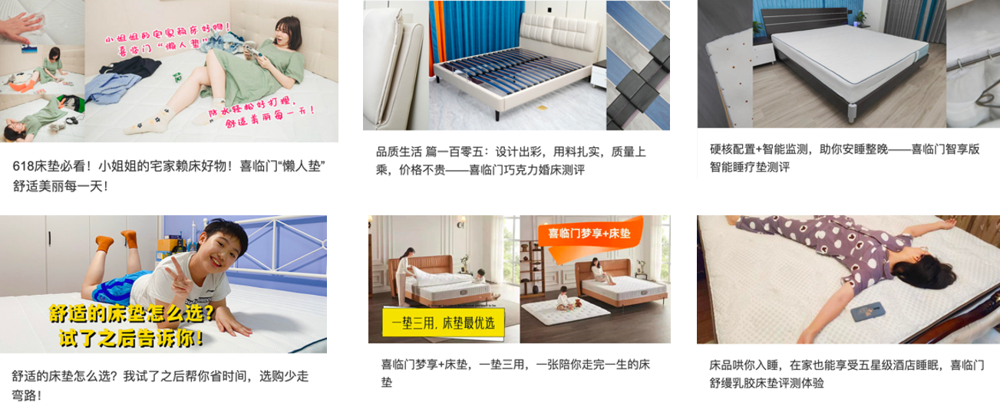 小姐姐的宅家赖床好物！
喜临门“懒人垫”
防水轻松好打理，
舒适美丽每一天！
618床垫必看！小姐姐的宅家赖床好物！喜临门“懒人垫”
舒适美丽每一天！
品质生活 篇一百零五：设计出彩，用料扎实，质量上
乘，价格不贵——喜临门巧克力婚床测评
硬核配置+智能监测，助你安睡整晚——喜临门智享版
智能睡疗垫测评
舒适的床垫怎么选？
试了之后告诉你！
舒适的床垫怎么选？我试了之后帮你省时间，选购少走
弯路！
喜临门梦享+床垫
一垫三用，床垫最优选
喜临门梦享+床垫，一垫三用，一张陪你走完一生的床
垫
床品哄你入睡，在家也能享受五星级酒店睡眠，喜临门
舒缦乳胶床垫评测体验